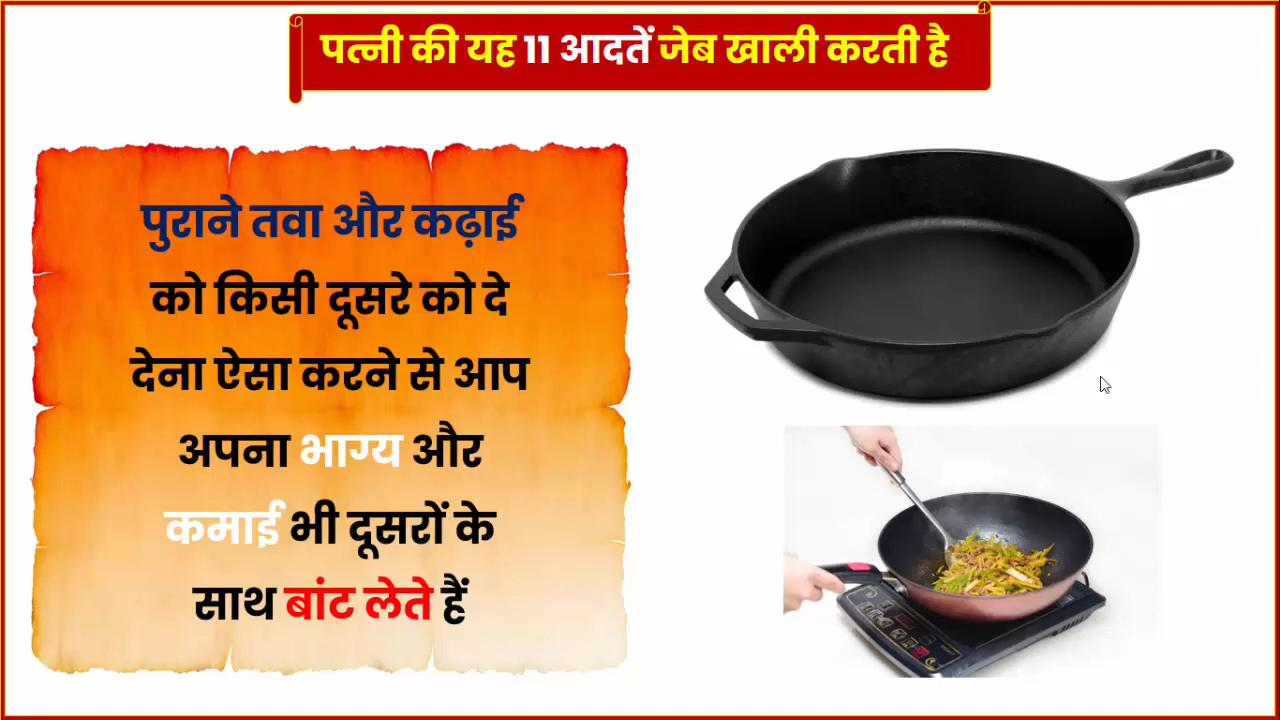 पत्नी की यह 11 आदतें जेब खाली करती है
पुराने तवा और कढ़ाई
को किसी दूसरे को दे
देना ऐसा करने से आप
अपना भाग्य और
कमाई भी दूसरों के
साथ बांट लेते हैं